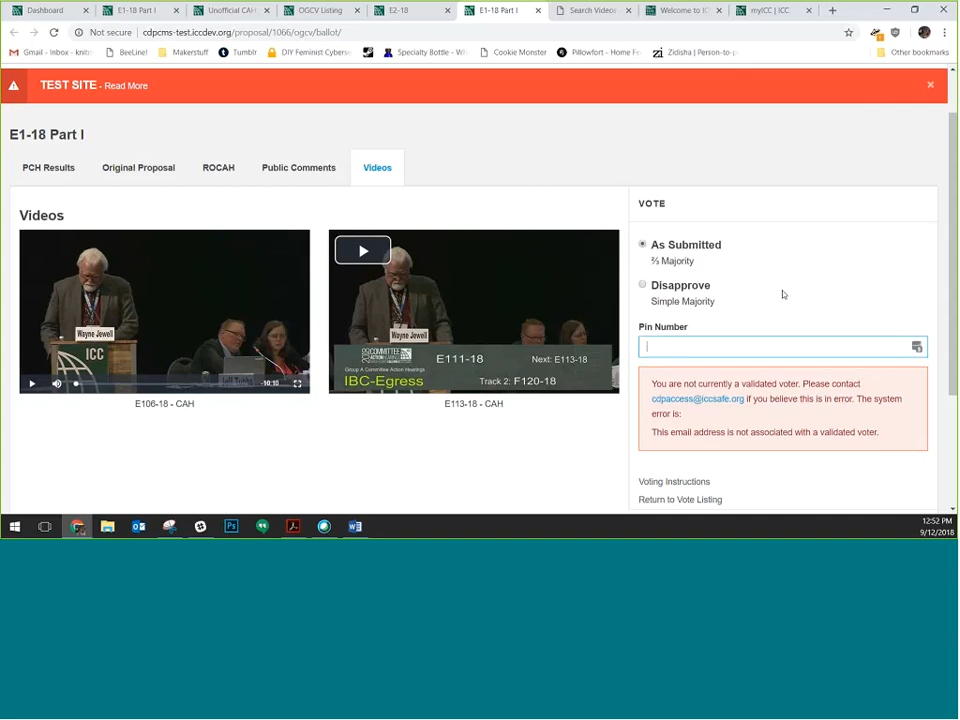 Dashboard
E1-18 Part I
Unofficial CAH
OGCV Listing
E2-18
E1-18 Part I
Search Videos
Welcome to IC
myICC | ICC
Not secure | cdpcms-test.iccdev.org/proposal/1066/ogcv/ballot/
Gmail - Inbox - knit
BeeLine!
Makerstuff
Tumblr
DIY Feminist Cyberse
Specialty Bottle - Wh
Cookie Monster
Pillowfort - Home Fe
Zidisha | Person-to-p
Other bookmarks
TEST SITE - Read More
E1-18 Part I
PCH Results
Original Proposal
ROCAH
Public Comments
Videos
Videos
Wayne Jewell
ICC
-10:10
E106-18 - CAH
Wayne Jewell
COMMITTEE
ACTION HEARINGS
Group A Committee Action Hearings
IBC-Egress
E111-18
Next: E113-18
Track 2: F120-18
E113-18 - CAH
VOTE
As Submitted
⅔ Majority
Disapprove
Simple Majority
Pin Number
You are not currently a validated voter. Please contact
cdpaccess@iccsafe.org if you believe this is in error. The system
error is:
This email address is not associated with a validated voter.
Voting Instructions
Return to Vote Listing
12:52 PM
9/12/2018